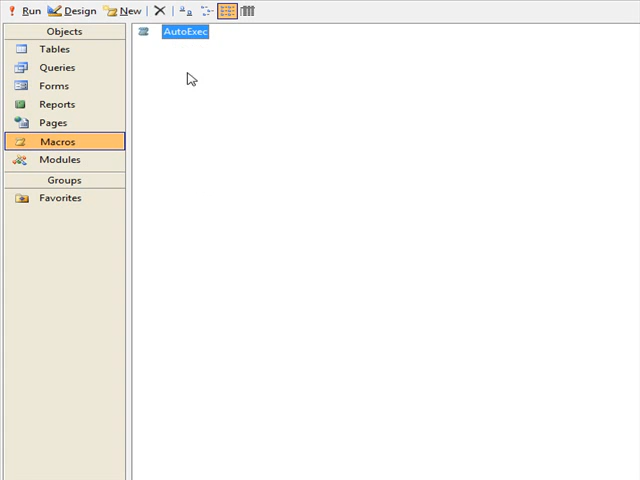 Run Design New
Objects
Tables
Queries
Forms
Reports
Pages
Macros
Modules
Groups
Favorites
AutoExec